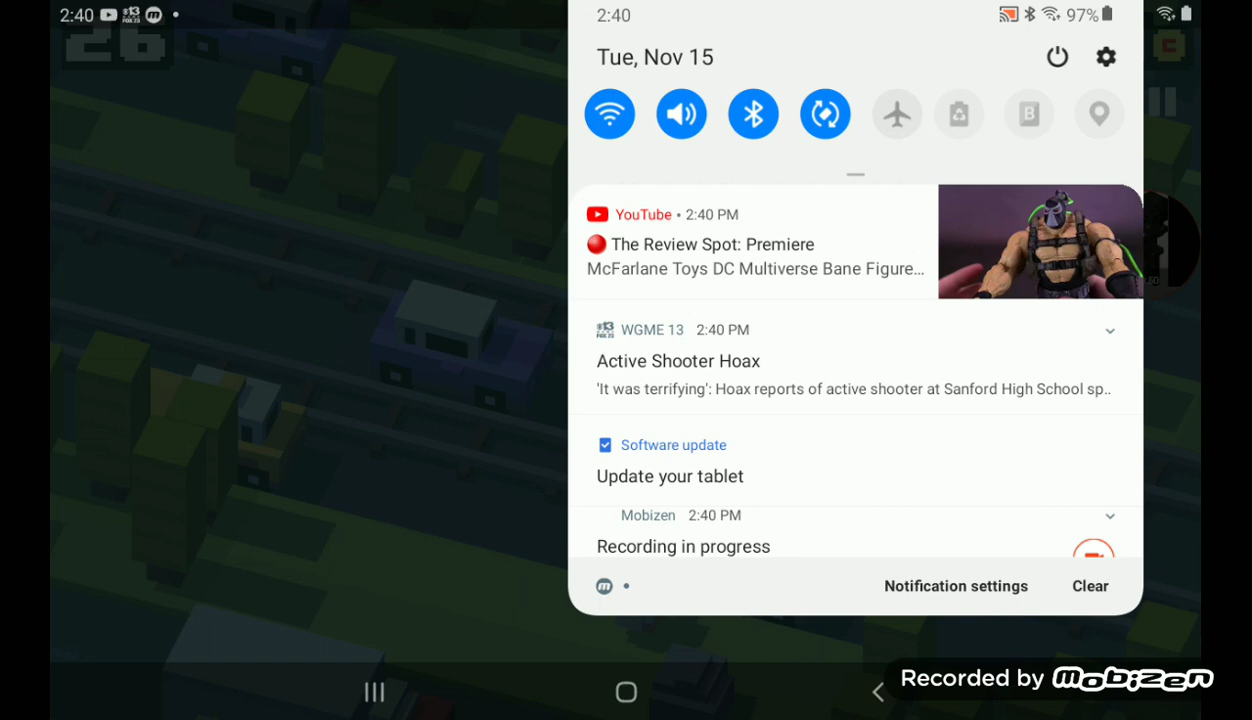 2:40
26
2:40
97%
Tue, Nov 15
B
YouTube • 2:40 PM
The Review Spot: Premiere
McFarlane Toys DC Multiverse Bane Figure...
WGME 13 2:40 PM
Active Shooter Hoax
'It was terrifying': Hoax reports of active shooter at Sanford High School sp..
Software update
Update your tablet
Mobizen 2:40 PM
Recording in progress
m •
Notification settings
Clear
Recorded by mobizen